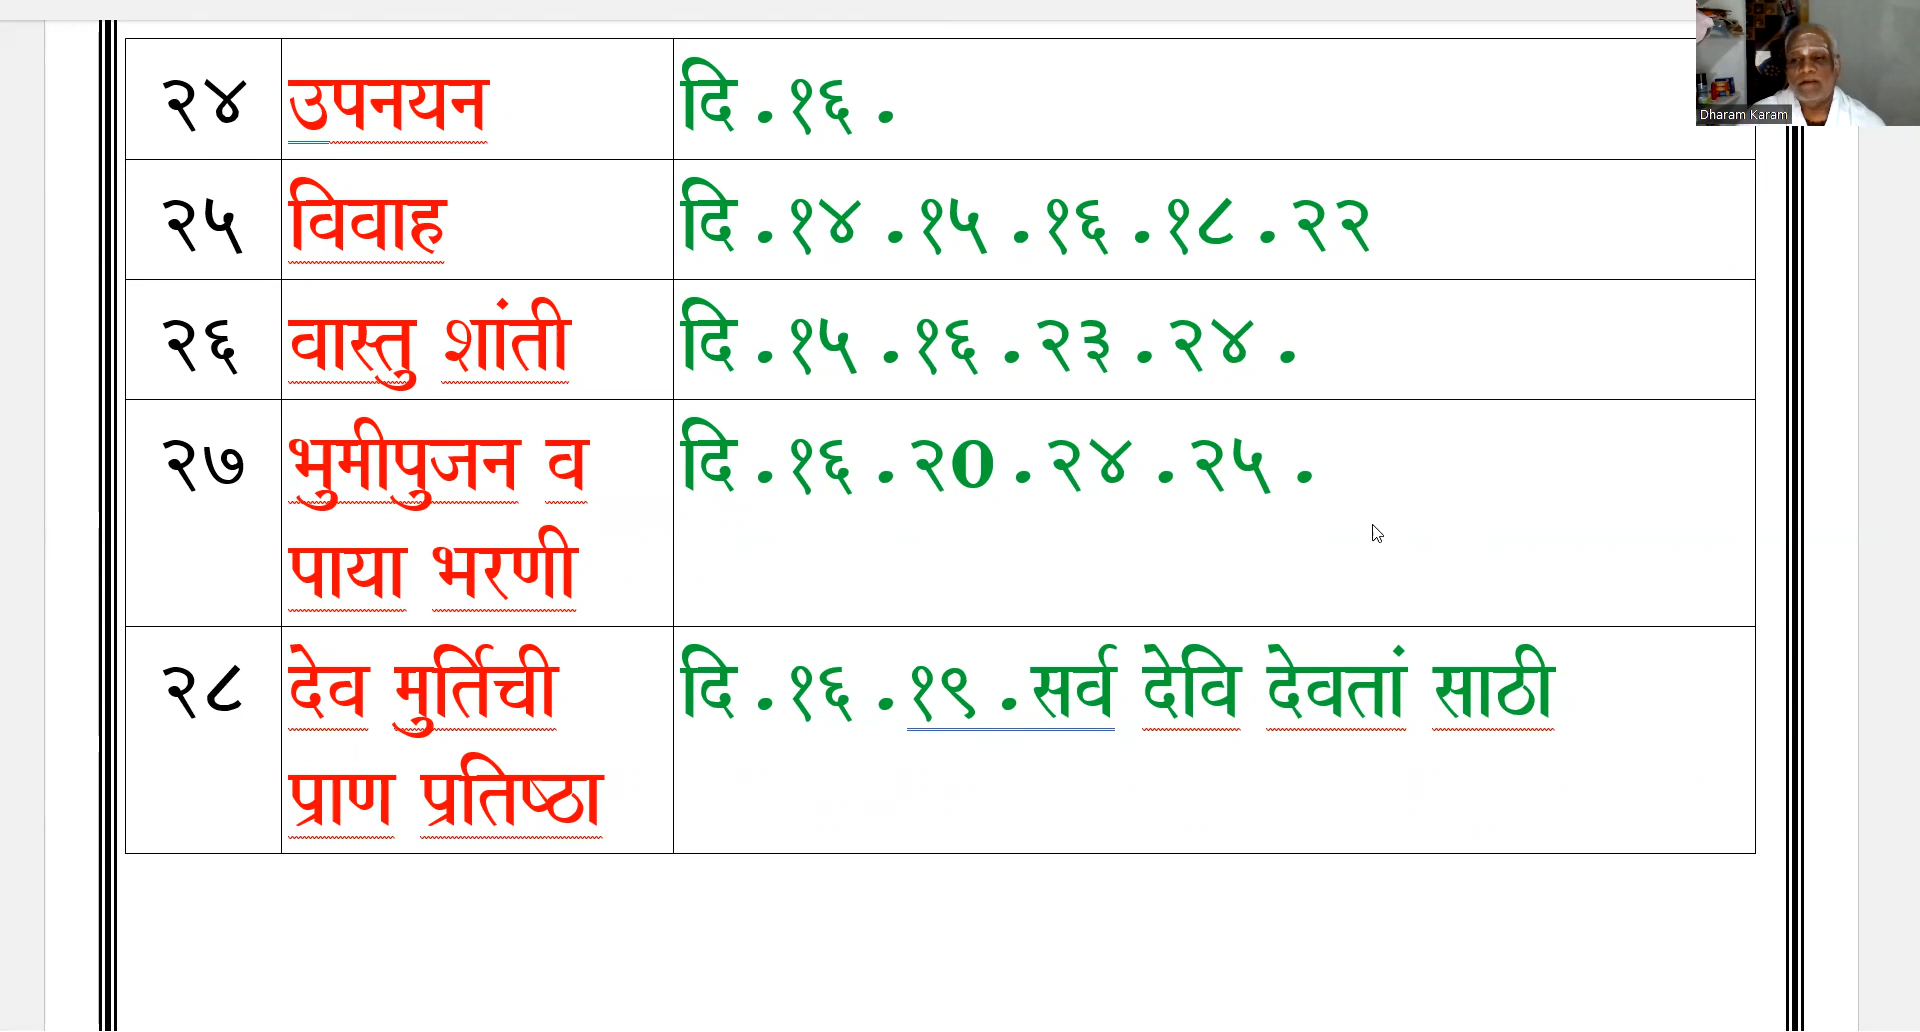 २४ उपनयन दि .१६ .
Dharam Karam
२५ विवाह दि .१४ .१५ .१६ .१८ .२२
२६ वास्तु शांती दि .१५ .१६ .२३ .२४ .
२७ भुमीपुजन व दि .१६ .२0 .२४ .२५ .
पाया भरणी
२८ देव मुर्तिची दि .१६ .१९ .सर्व देवि देवतां साठी
प्राण प्रतिष्ठा